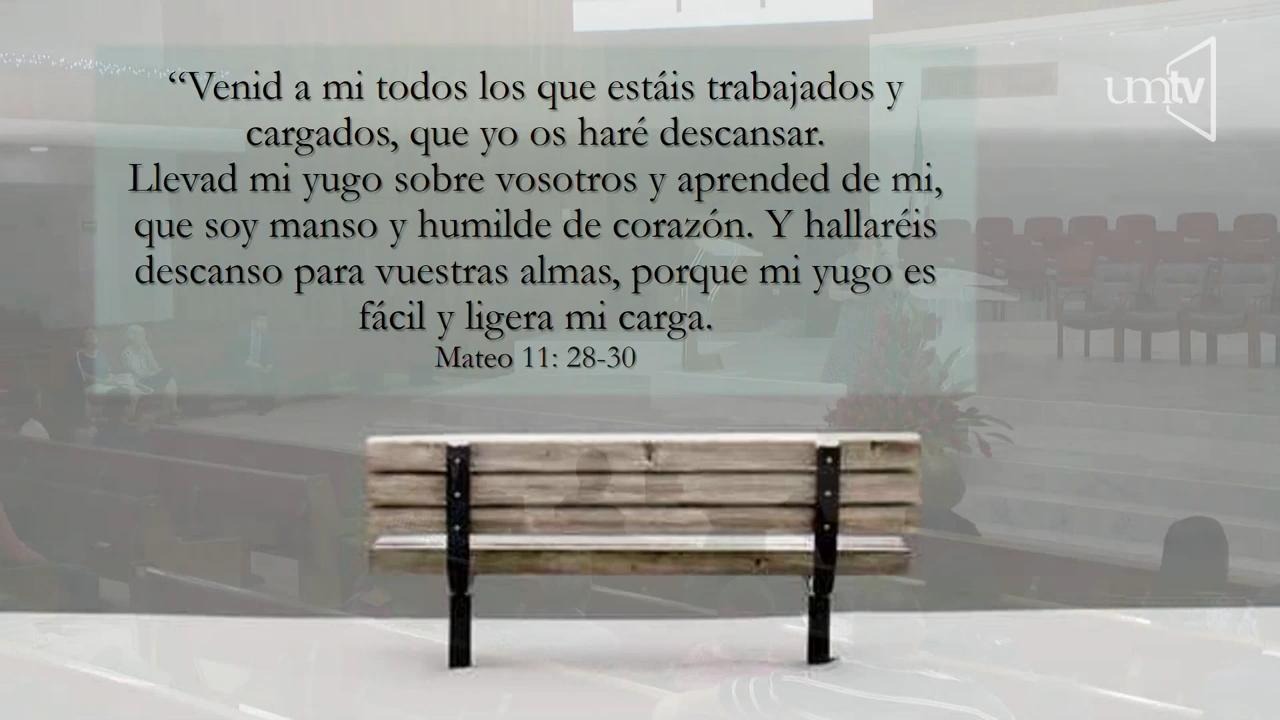 “Venid a mi todos los que estáis trabajados y
cargados, que yo os haré descansar.
Llevad mi yugo sobre vosotros y aprended de mi,
que soy manso y humilde de corazón. Y hallaréis
descanso para vuestras almas, porque mi yugo es
fácil y ligera mi carga.
Mateo 11: 28-30
umtv